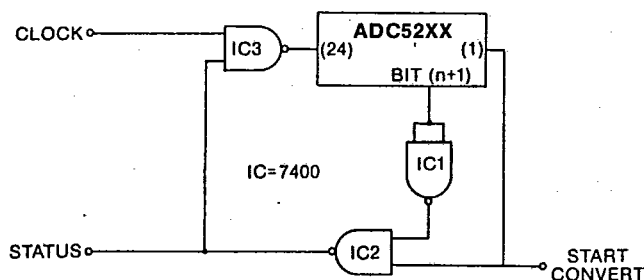 CLOCK
IC3
ADC52XX
(24)
(1)
BIT (n+1)
IC1
IC=7400
STATUS
IC2
START
CONVERT